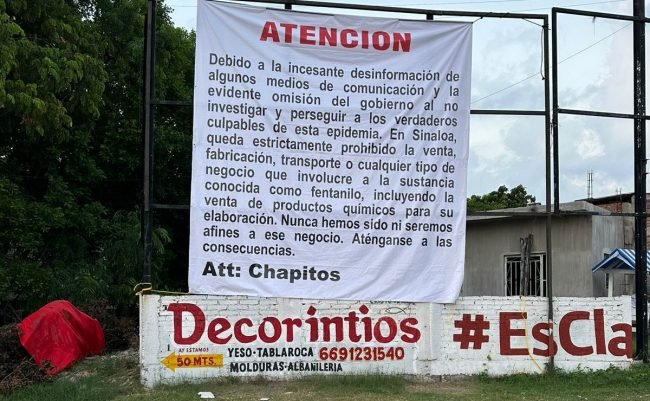 ATENCION
Debido a la incesante desinformación de
algunos medios de comunicación y la
evidente omisión del gobierno al no
investigar y perseguir a los verdaderos
culpables de esta epidemia. En Sinaloa,
queda estrictamente prohibido la venta,
fabricación, transporte o cualquier tipo de
negocio que involucre a la sustancia
conocida como fentanilo, incluyendo la
venta de productos químicos para su
elaboración. Nunca hemos sido ni seremos
afines a ese negocio. Aténganse a las
consecuencias.
Att: Chapitos
Decorintios
#EsCla
AY ESTAMOS
50 MTS.
YESO·TABLAROCA 6691231540
MOLDURAS·ALBAÑILERIA